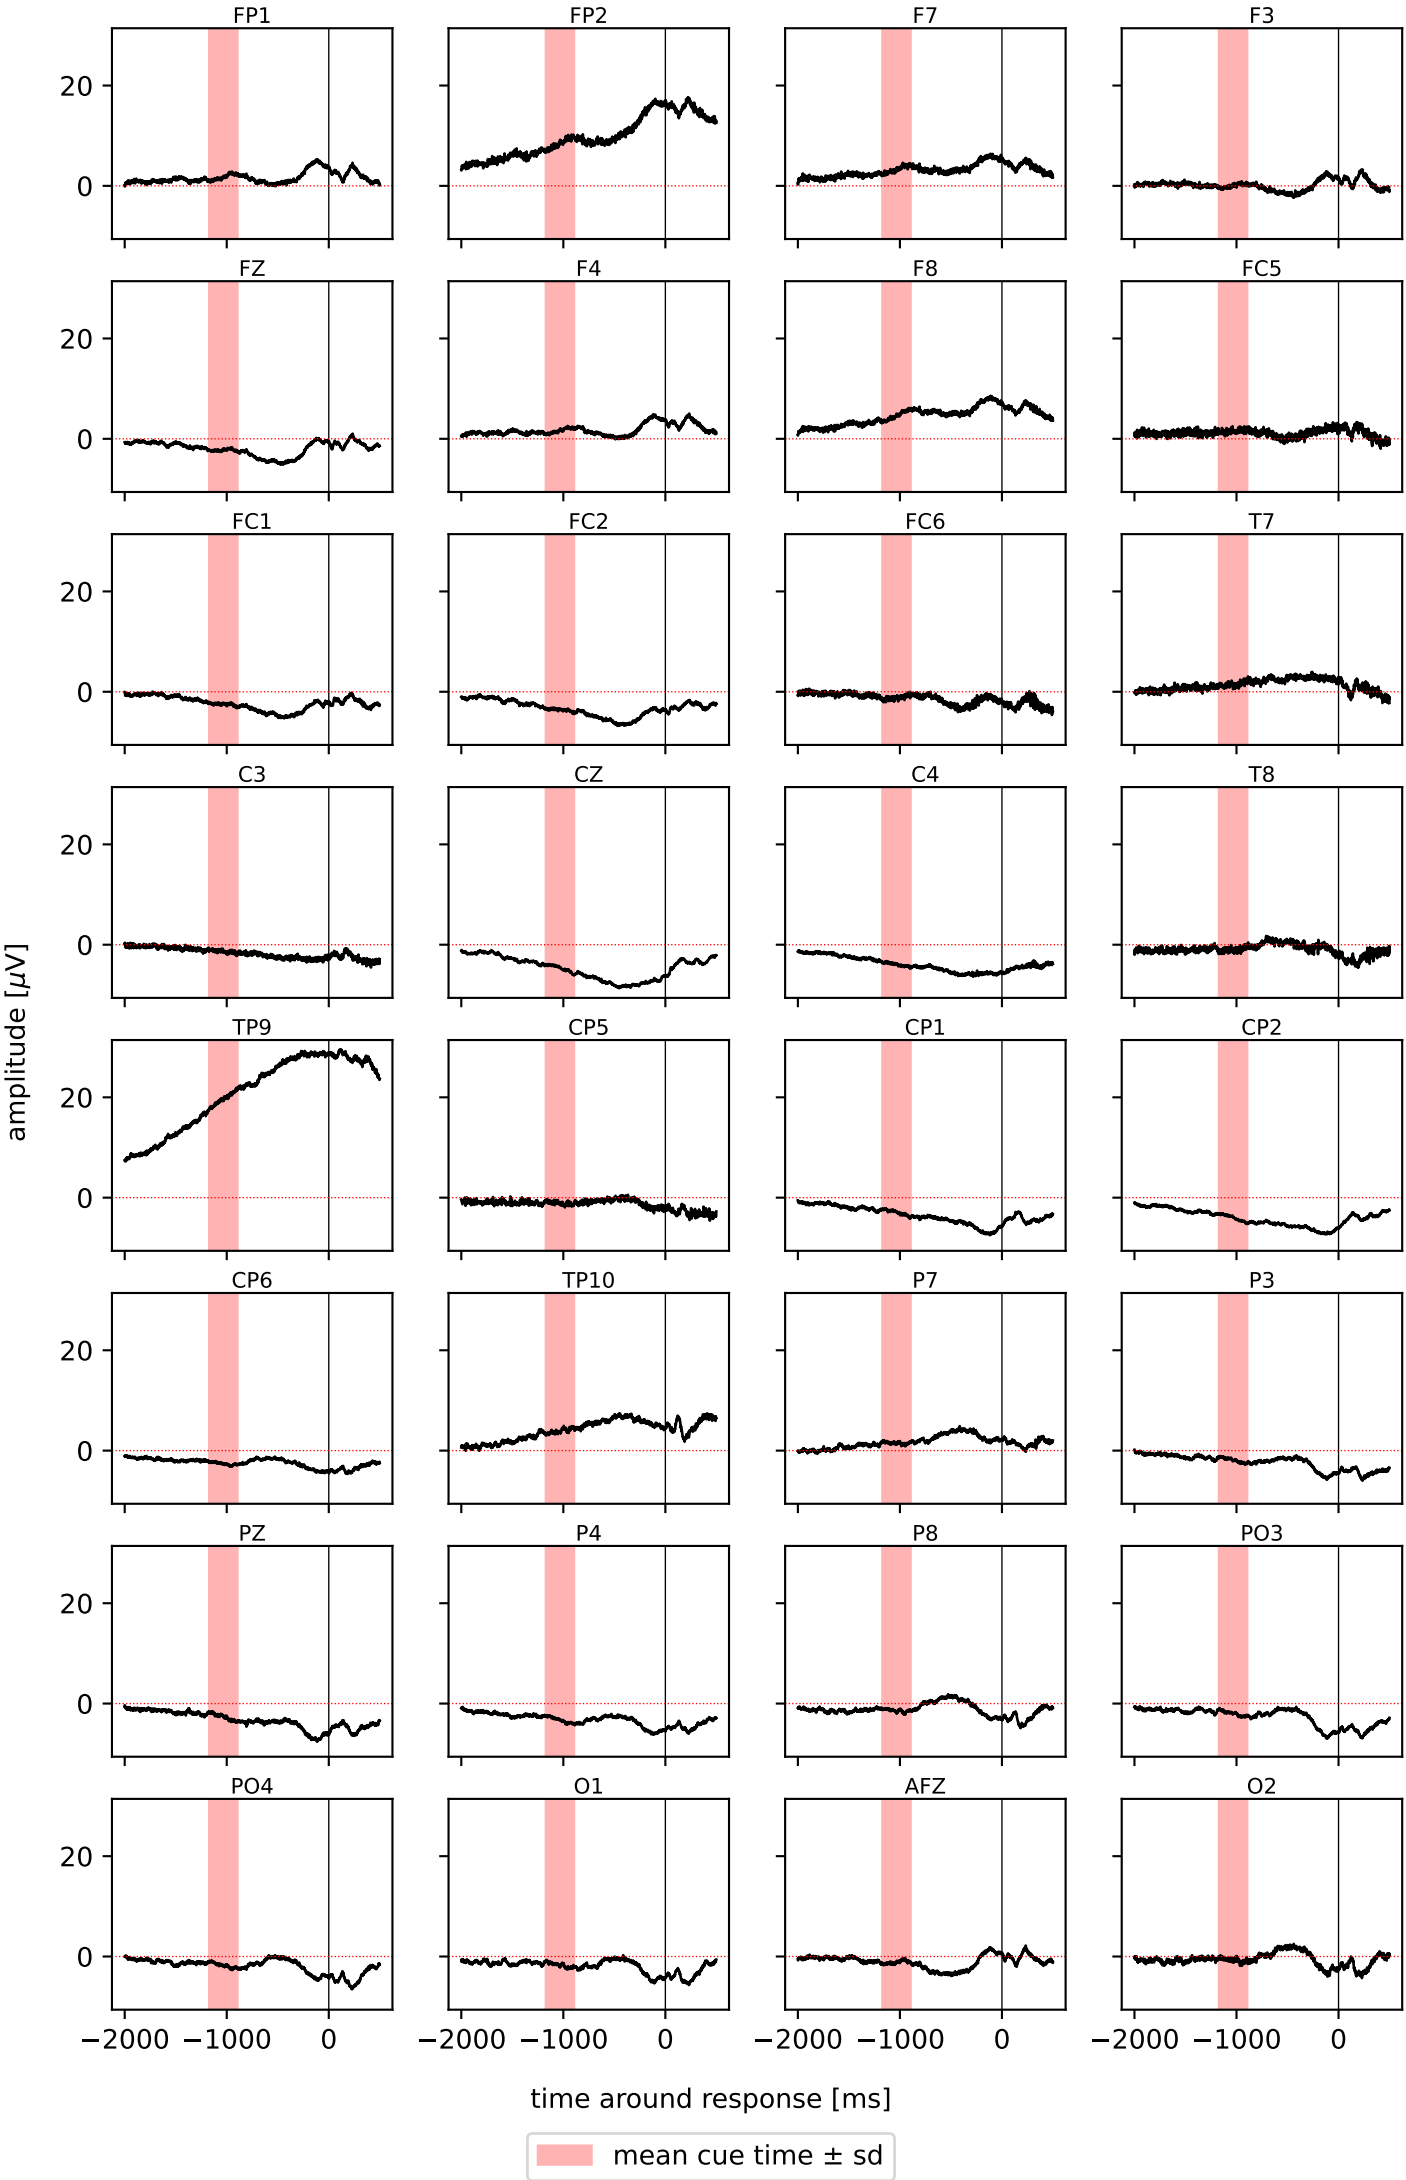 FP1 FP2 F7 F3
20
0
FZ F4 F8 FC5
20
0
FC1 FC2 FC6 T7
20
0
C3 CZ C4 T8
20
0
amplitude [μV]
TP9 CP5 CP1 CP2
20
0
CP6 TP10 P7 P3
20
0
PZ P4 P8 PO3
20
0
PO4 O1 AFZ O2
20
0
−2000 −1000 0 −2000 −1000 0 −2000 −1000 0 −2000 −1000 0
time around response [ms]
mean cue time ± sd